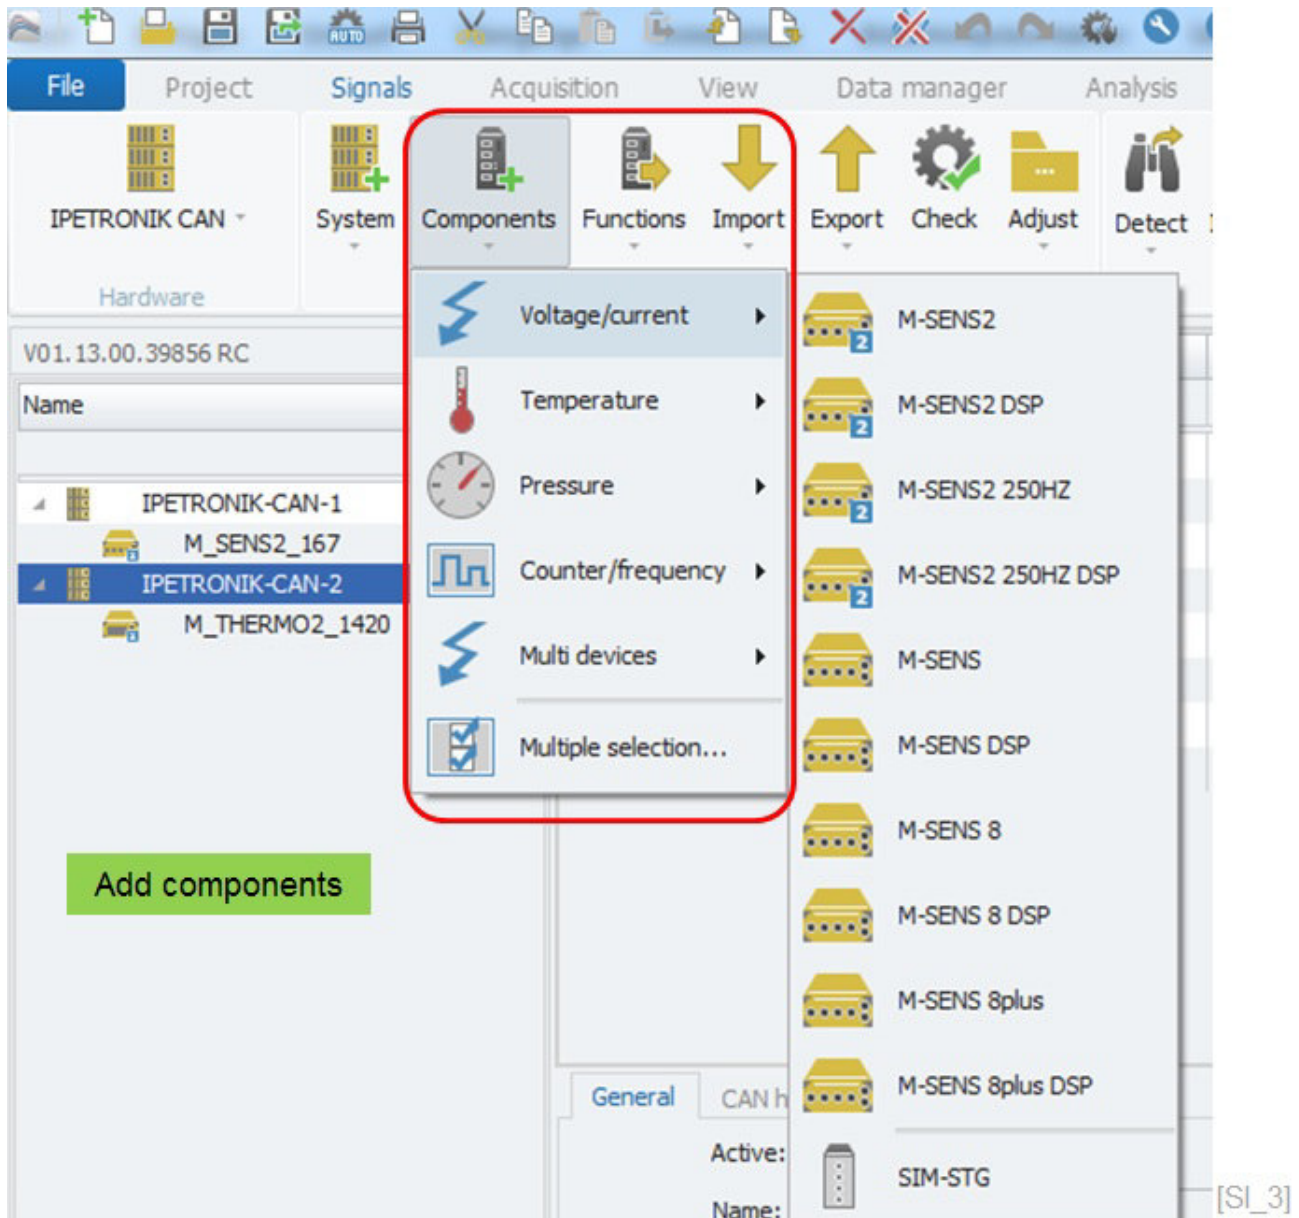 AUTO
File Project Signals Acquisition View Data manager Analysis
IPETRONIK CAN System Components Functions Import Export Check Adjust Detect
Hardware
V01.13.00.39856 RC
Name
IPETRONIK-CAN-1
M_SENS2_167
IPETRONIK-CAN-2
M_THERMO2_1420
Voltage/current
Temperature
Pressure
Counter/frequency
Multi devices
Multiple selection...
M-SENS2
M-SENS2 DSP
M-SENS2 250HZ
M-SENS2 250HZ DSP
M-SENS
M-SENS DSP
M-SENS 8
M-SENS 8 DSP
M-SENS 8plus
M-SENS 8plus DSP
SIM-STG
Add components
General CAN h
Active:
Name:
[SI_3]